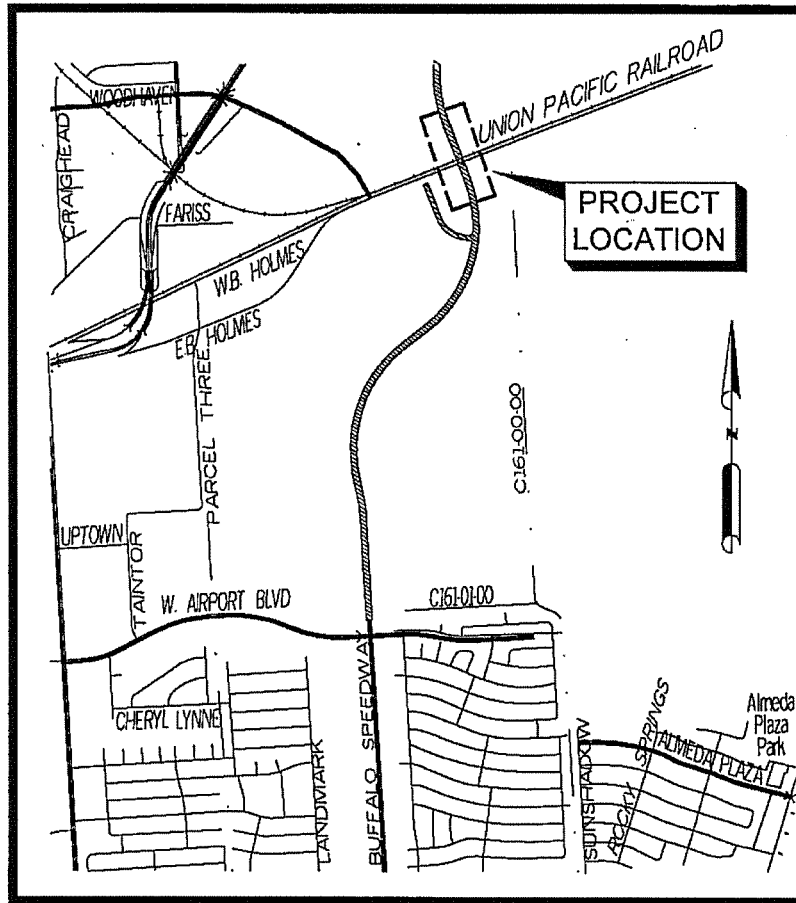 WOODHAVEN
UNION PACIFIC RAILROAD
CRAIGHEAD
FARISS
PROJECT
LOCATION
W.B. HOLMES
E.B. HOLMES
PARCEL THREE
C161-00-00
N
UPTOWN
TAINTOR
W. AIRPORT BLVD
C161-01-00
CHERYL LYNNE
LANDMARK
BUFFALO SPEEDWAY
SUNSHADOW
ROCKY SPRINGS
ALMEDA PLAZA
Almeda
Plaza
Park